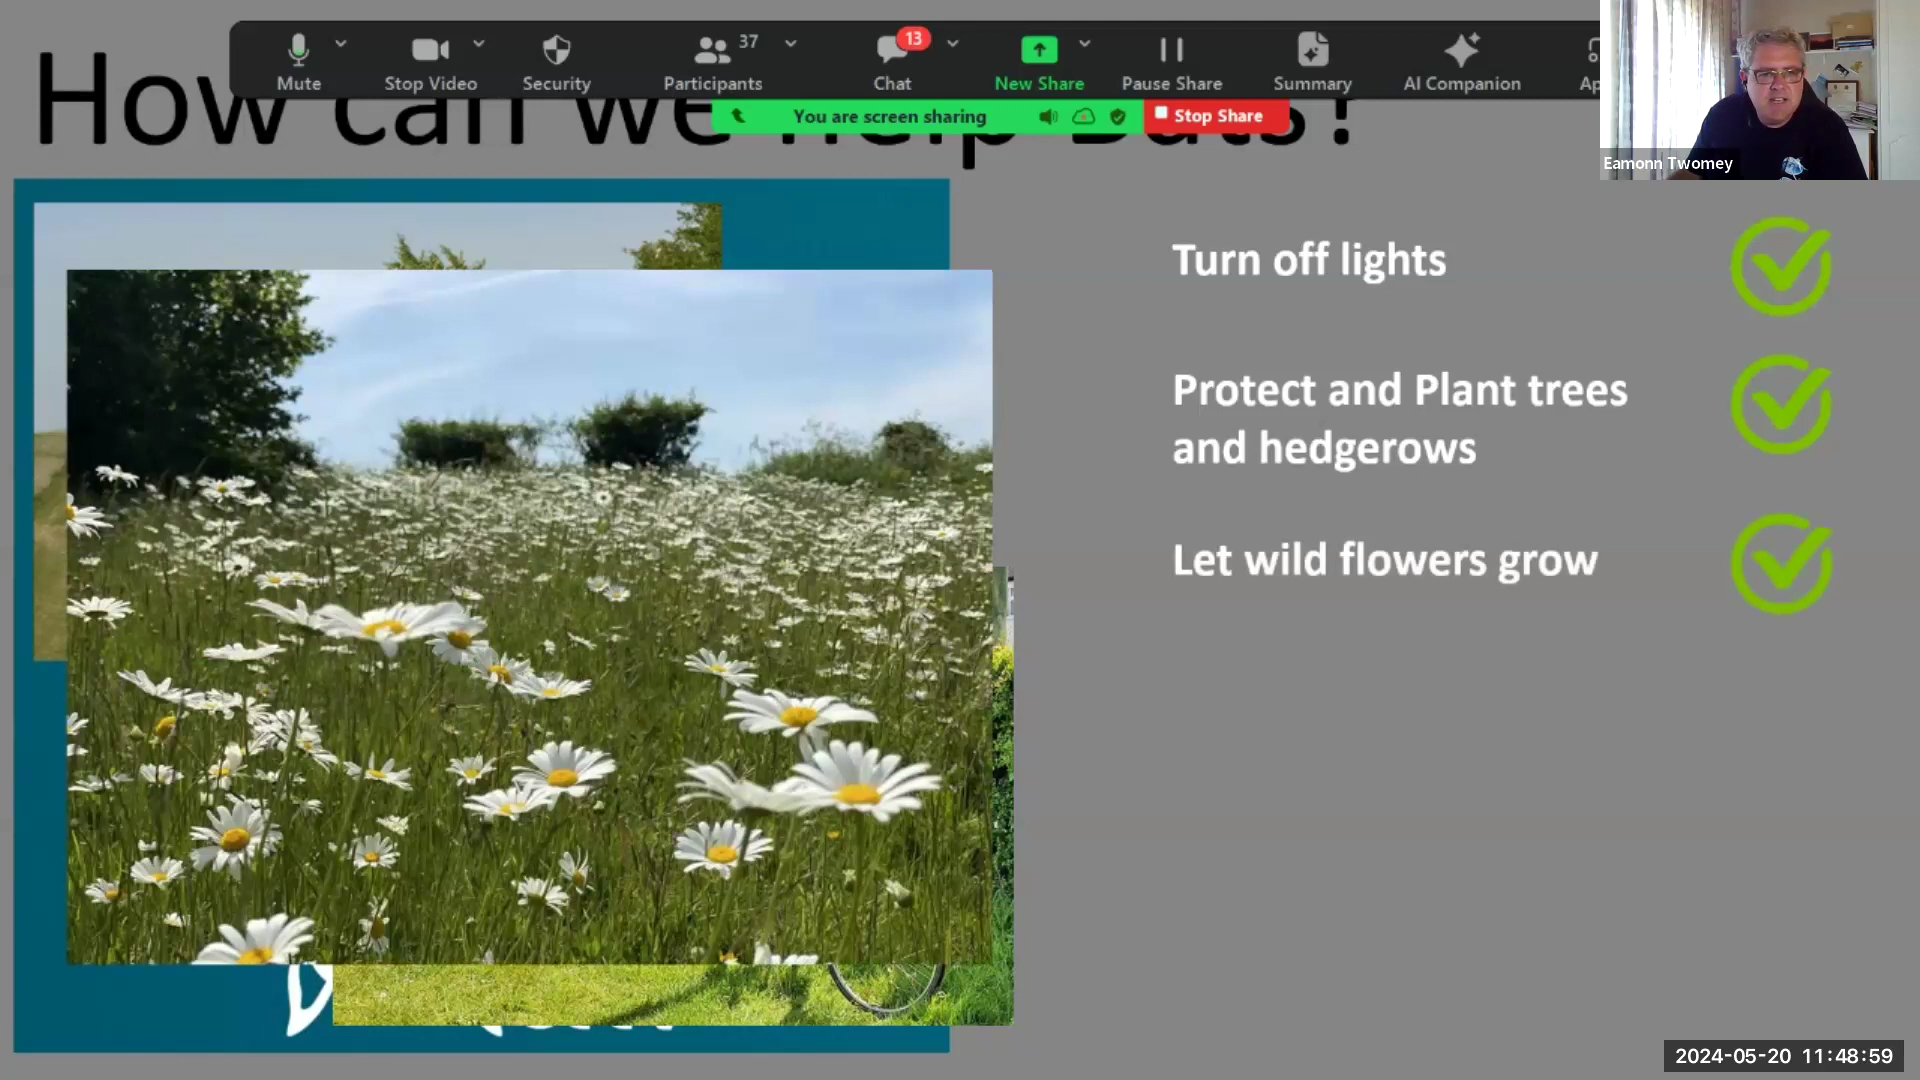 Mute
Stop Video
Security
37
Participants
13
Chat
New Share
Pause Share
Summary
AI Companion
How can we help Bats?
You are screen sharing
Stop Share
Eamonn Twomey
Turn off lights
Protect and Plant trees
and hedgerows
Let wild flowers grow
2024-05-20 11:48:59